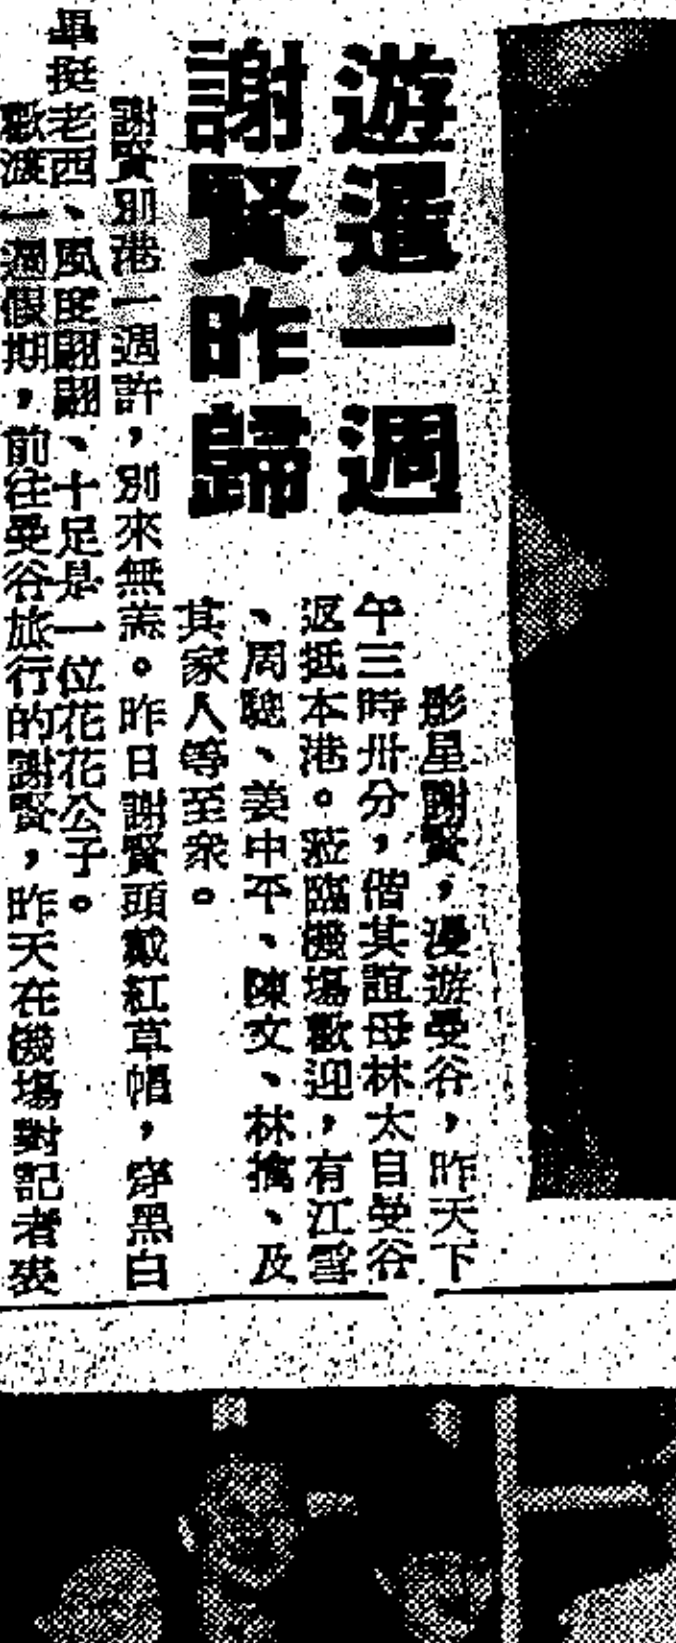 遊暹一週
謝賢昨歸
影星謝賢，漫遊曼谷，昨天下
午三時卅分，偕其誼母林太自曼谷
返抵本港。蒞臨機場歡迎，有江雪
、周驄、姜中平、陳文、林擒、及
其家人等至衆。
謝賢別港一週許，別來無恙。昨日謝賢頭戴紅草帽，穿黑白
畢挺老西、風度翩翩、十足是一位花花公子。
歡渡一週假期，前往曼谷旅行的謝賢，昨天在機場對記者表